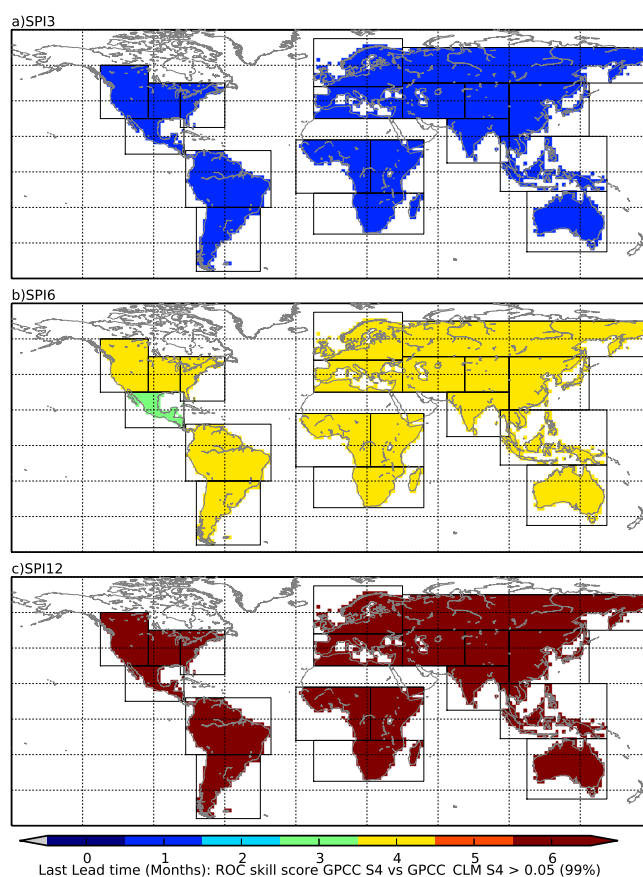 a)SPI3
b)SPI6
c)SPI12
0 1 2 3 4 5 6
Last Lead time (Months): ROC skill score GPCC S4 vs GPCC CLM S4 > 0.05 (99%)